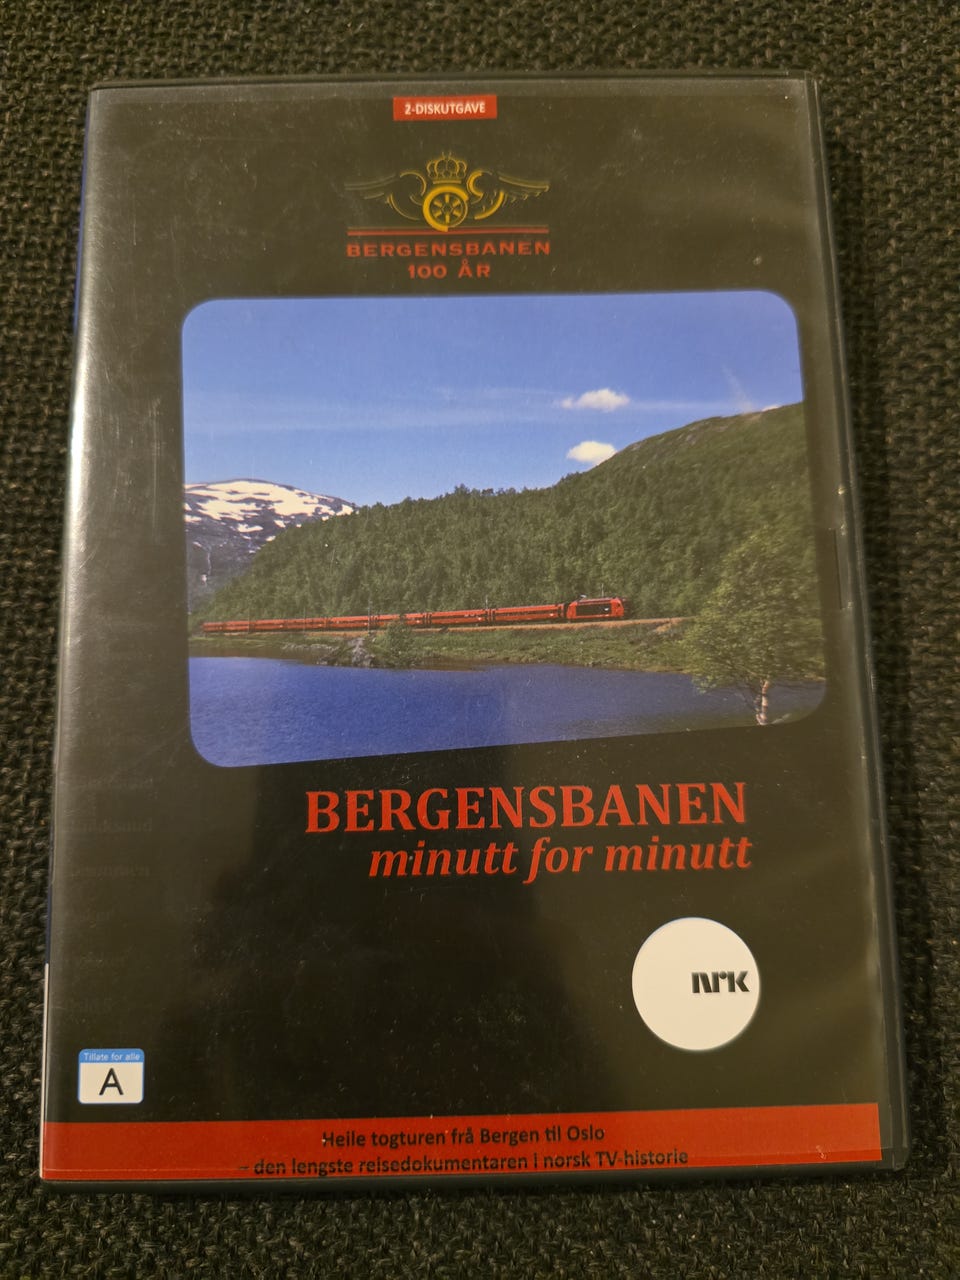 2-DISKUTGAVE
BERGENSBANEN
100 ÅR
BERGENSBANEN
minutt for minutt
NRK
Tillate for alle
A
Heile togturen frå Bergen til Oslo
– den lengste reisedokumentaren i norsk TV-historie